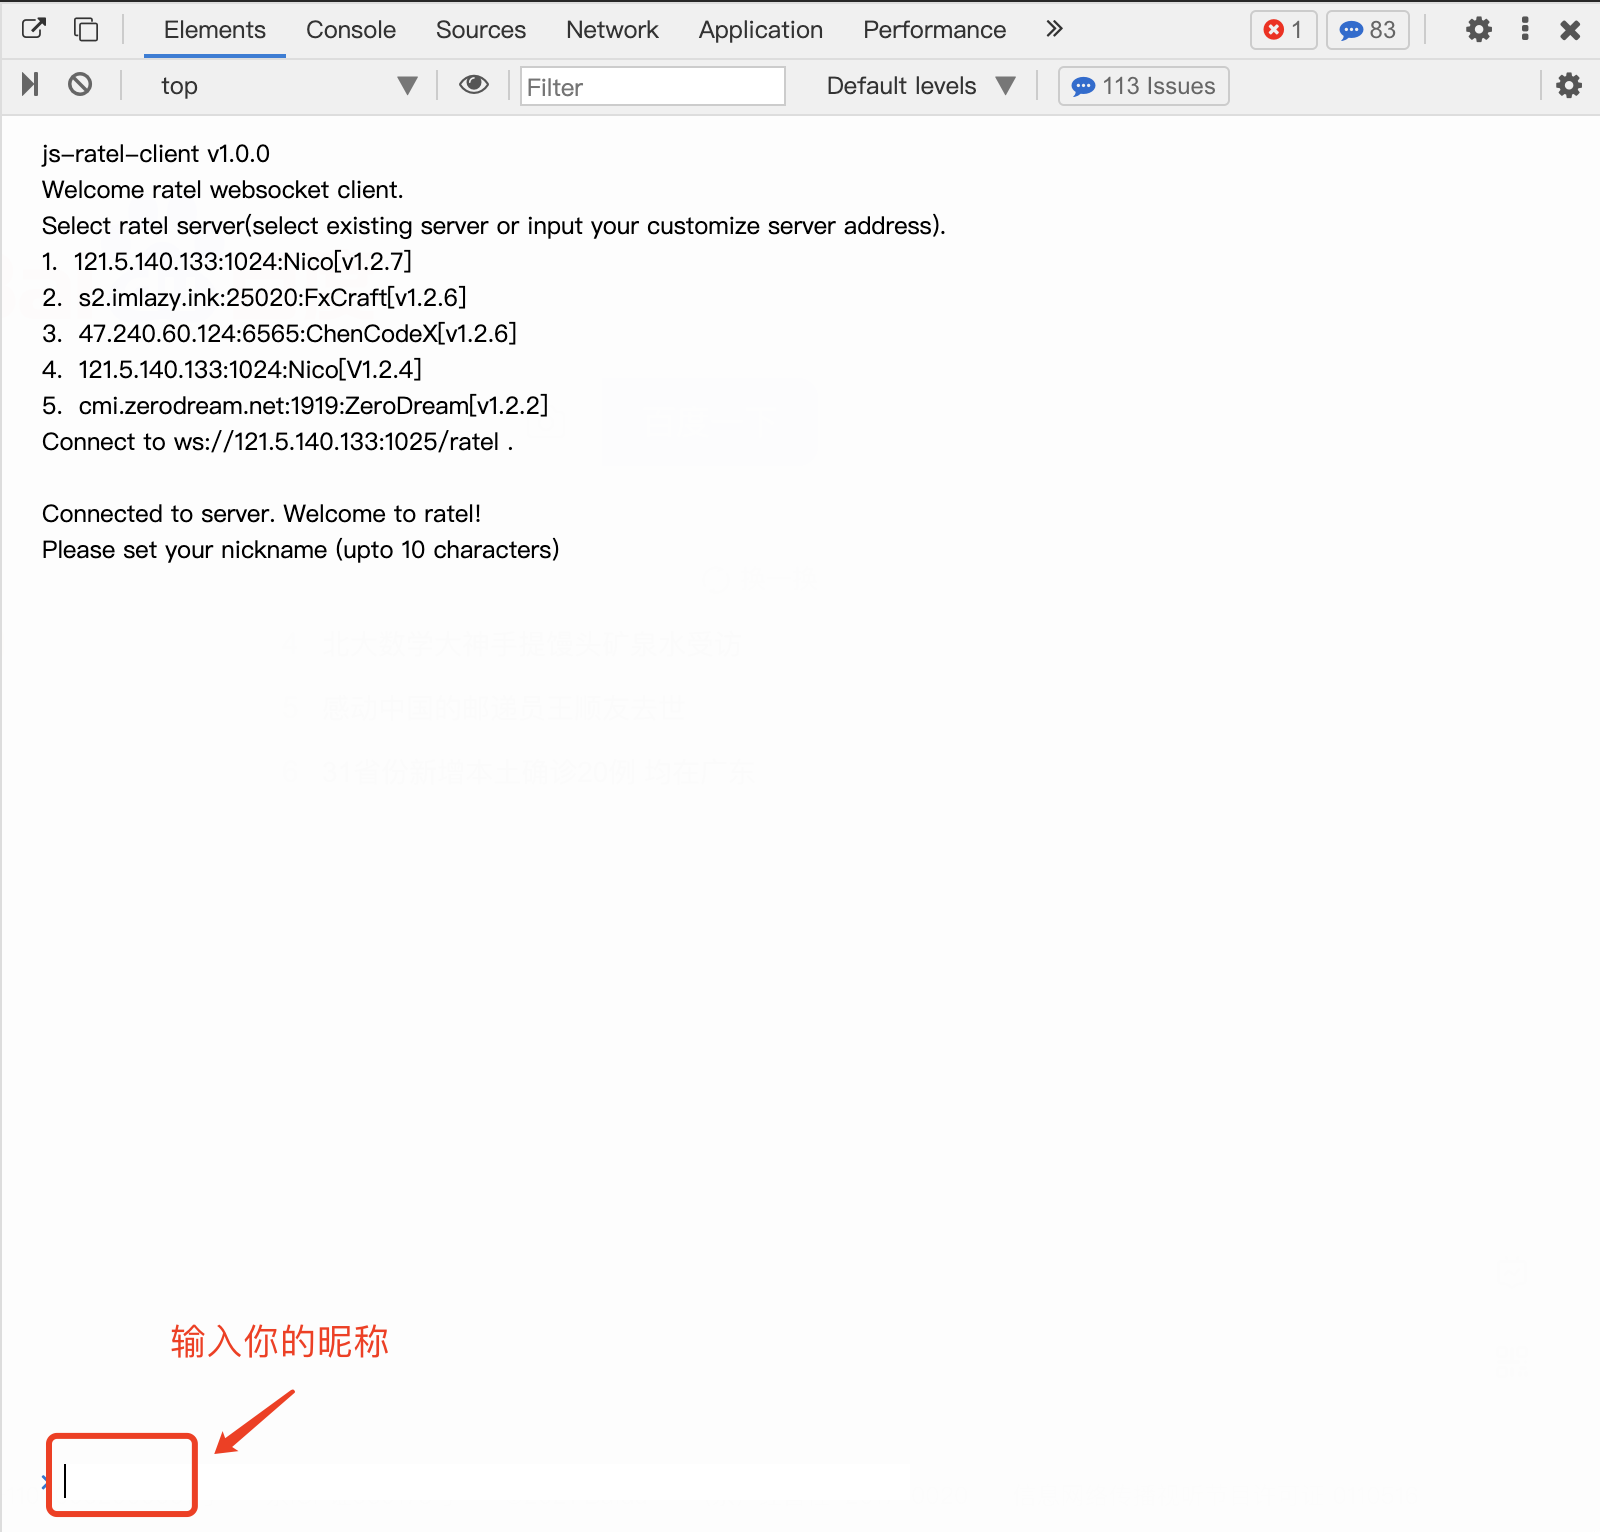 Elements Console Sources Network Application Performance 1 83
top Filter Default levels 113 Issues
js-ratel-client v1.0.0
Welcome ratel websocket client.
Select ratel server(select existing server or input your customize server address).
1. 121.5.140.133:1024:Nico[v1.2.7]
2. s2.imlazy.ink:25020:FxCraft[v1.2.6]
3. 47.240.60.124:6565:ChenCodeX[v1.2.6]
4. 121.5.140.133:1024:Nico[V1.2.4]
5. cmi.zerodream.net:1919:ZeroDream[v1.2.2]
Connect to ws://121.5.140.133:1025/ratel .
Connected to server. Welcome to ratel!
Please set your nickname (upto 10 characters)
输入你的昵称